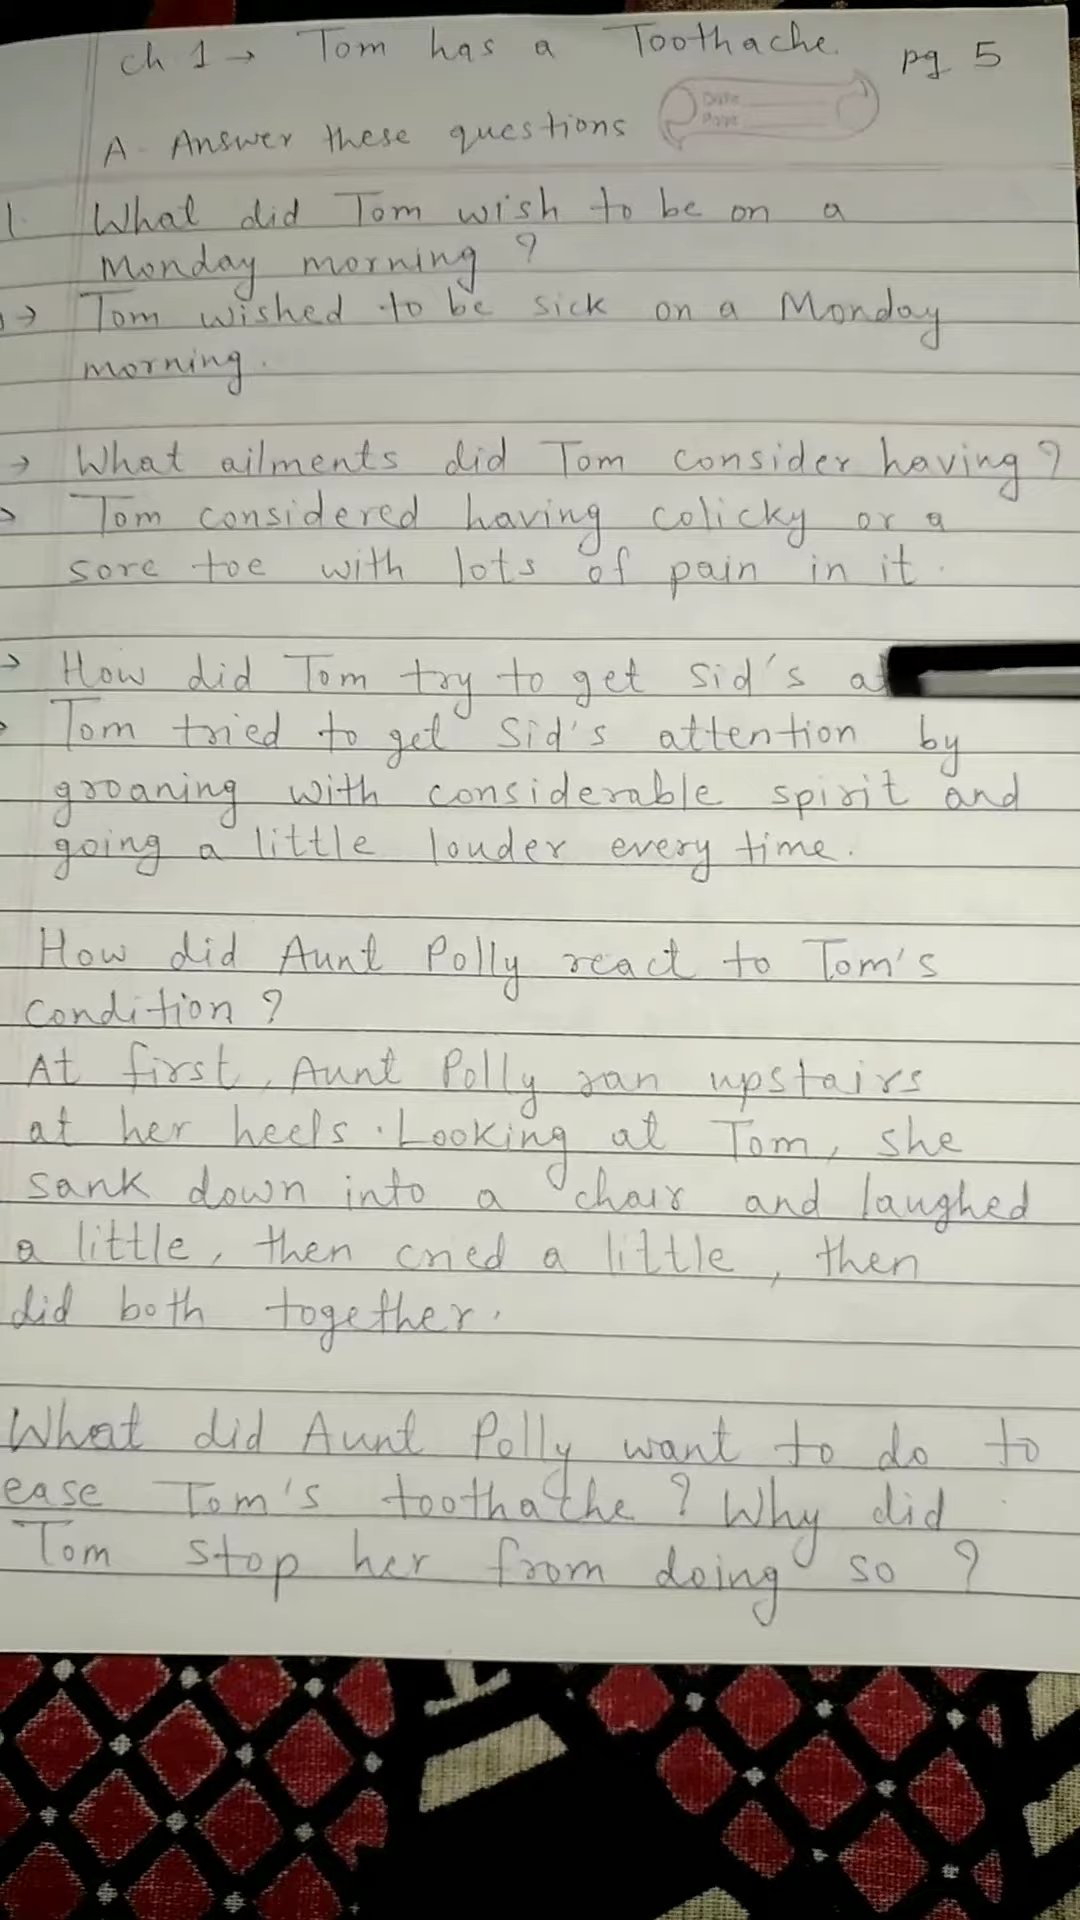 ch 1 → Tom has a Toothache. pg 5
Date
Page
A. Answer these questions
1. What did Tom wish to be on a
Monday morning ?
→ Tom wished to be sick on a Monday
morning.
→ What ailments did Tom consider having ?
Tom considered having colicky or a
sore toe with lots of pain in it.
→ How did Tom try to get Sid's
Tom tried to get Sid's attention by
groaning with considerable spirit and
going a little louder every time.
How did Aunt Polly react to Tom's
condition ?
At first, Aunt Polly ran upstairs
at her heels. Looking at Tom, she
sank down into a chair and laughed
a little, then cried a little, then
did both together.
What did Aunt Polly want to do to
ease Tom's toothathe ? Why did
Tom stop her from doing so ?